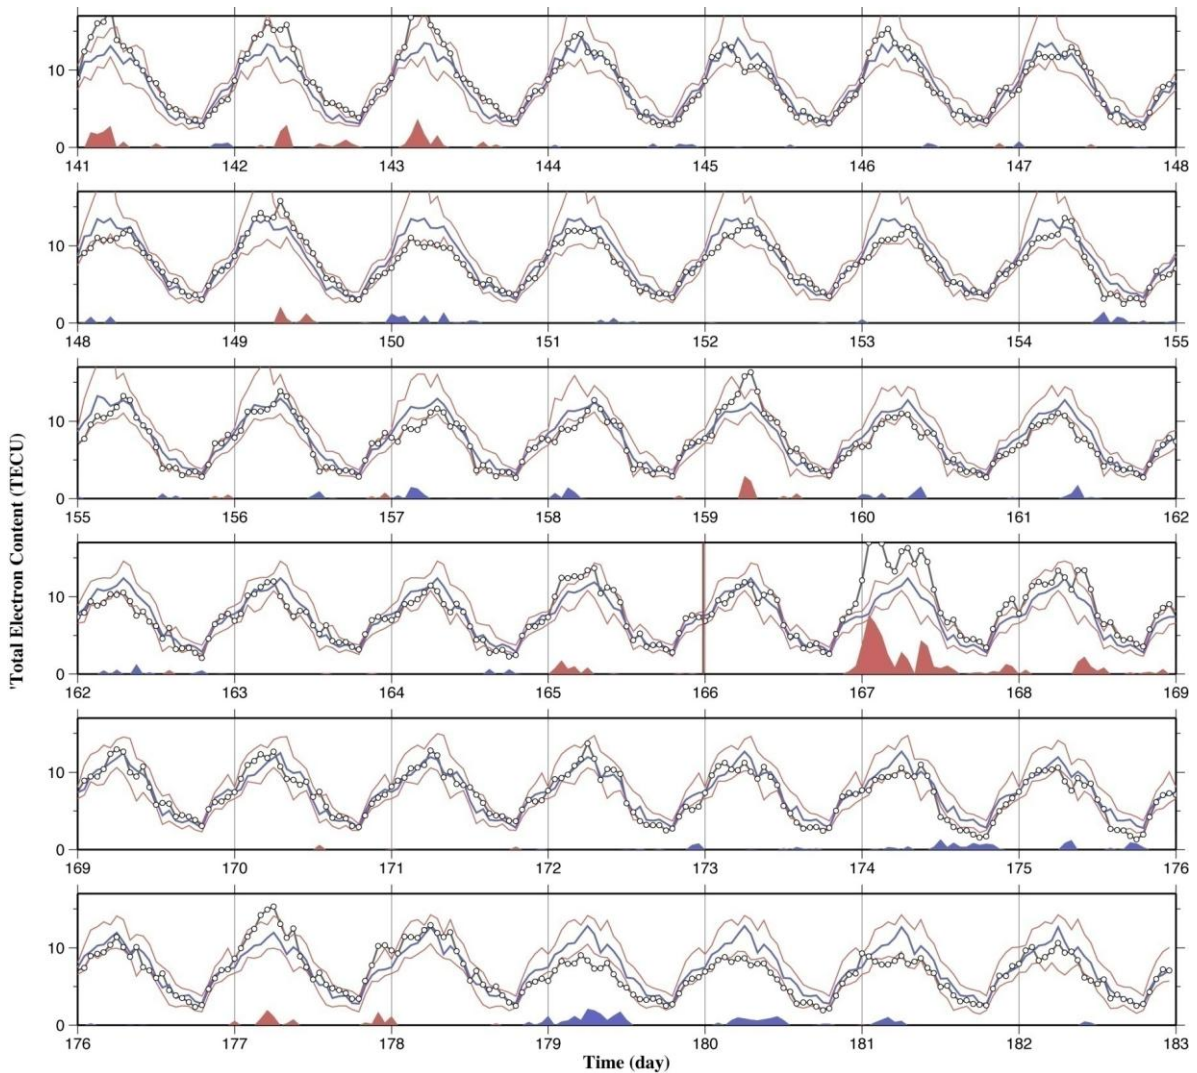 10
0
141 142 143 144 145 146 147 148
10
0
148 149 150 151 152 153 154 155
10
0
155 156 157 158 159 160 161 162
'Total Electron Content (TECU)
10
0
162 163 164 165 166 167 168 169
10
0
169 170 171 172 173 174 175 176
10
0
176 177 178 179 180 181 182 183
Time (day)